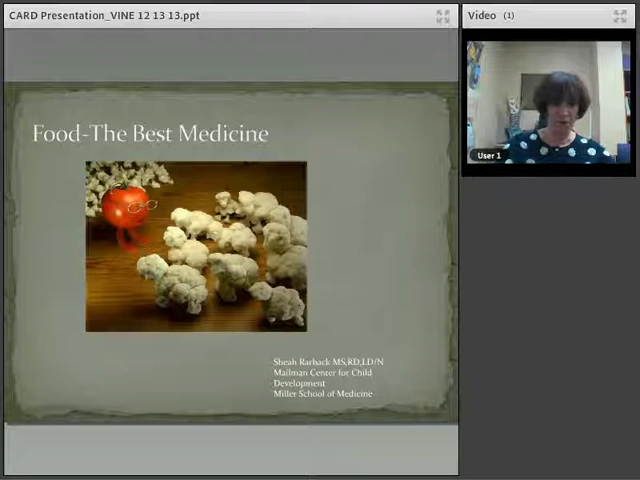 CARD Presentation_VINE 12 13 13.ppt
Video (1)
User 1
Food-The Best Medicine
Sheah Rarback MS,RD,LD/N
Mailman Center for Child
Development
Miller School of Medicine